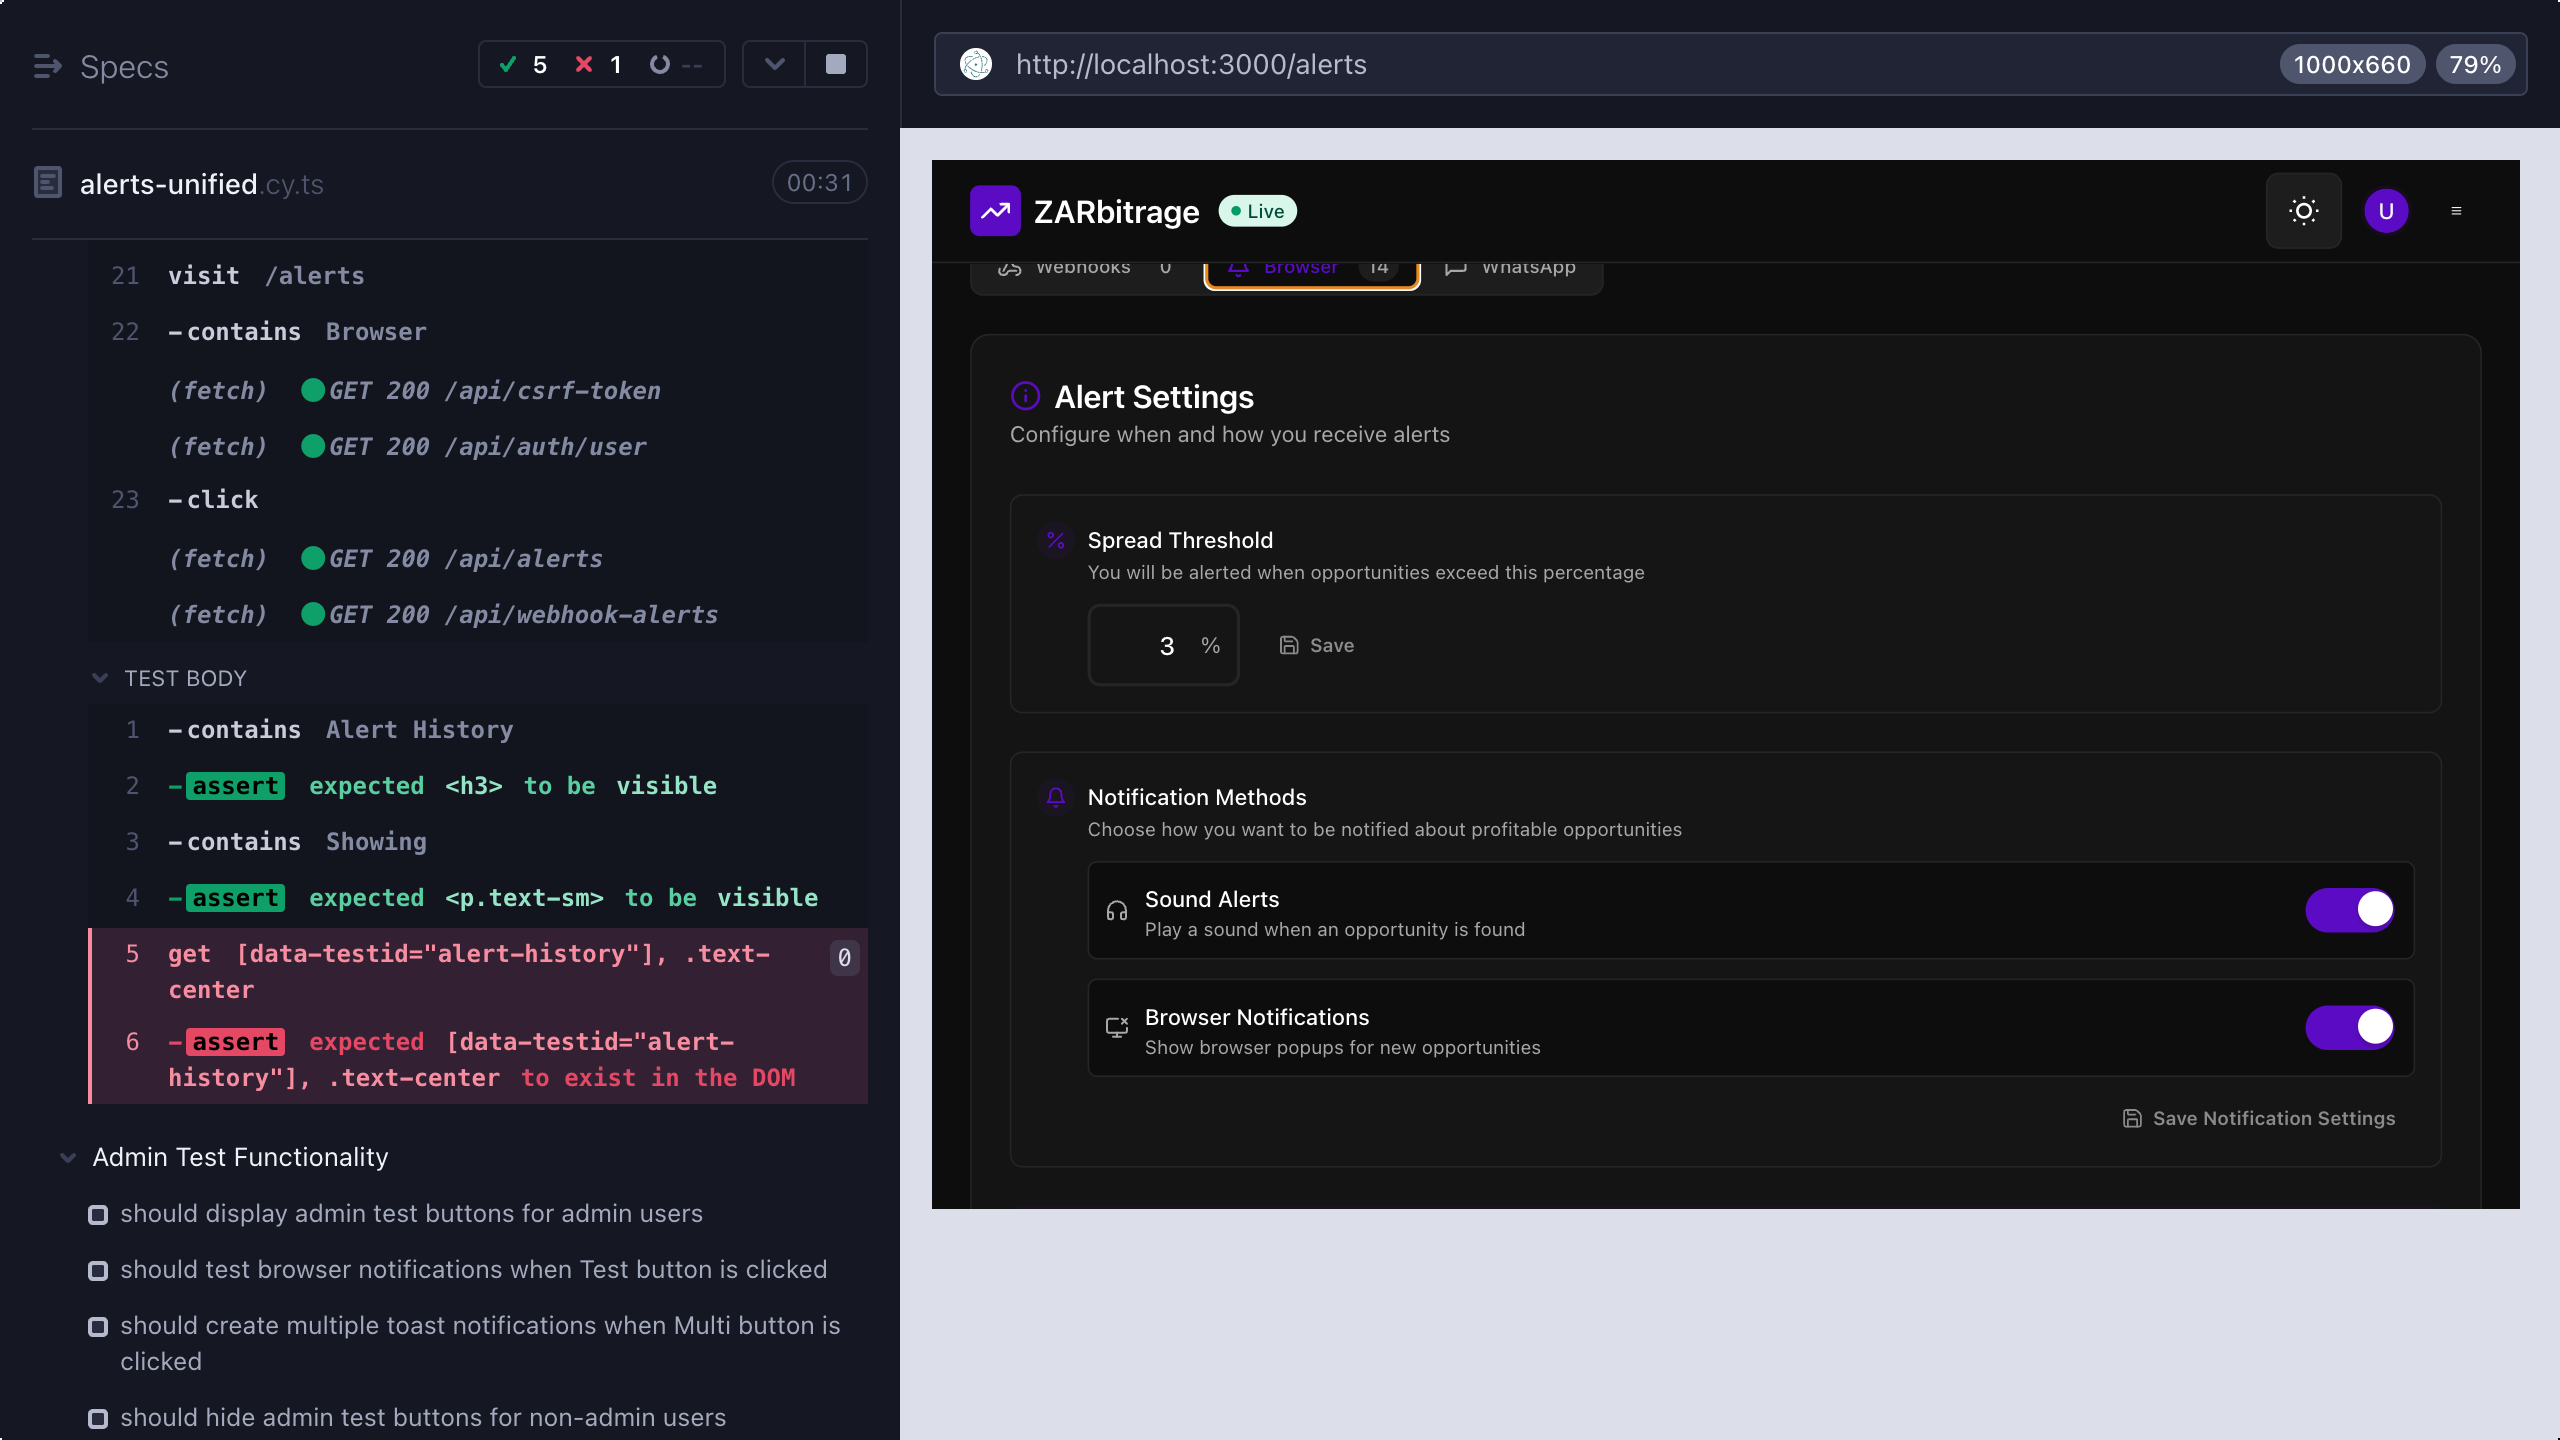 Specs
5 1 --
alerts-unified.cy.ts 00:31
21 visit /alerts
22 -contains Browser
(fetch) GET 200 /api/csrf-token
(fetch) GET 200 /api/auth/user
23 -click
(fetch) GET 200 /api/alerts
(fetch) GET 200 /api/webhook-alerts
TEST BODY
1 -contains Alert History
2 -assert expected <h3> to be visible
3 -contains Showing
4 -assert expected <p.text-sm> to be visible
5 get [data-testid="alert-history"], .text- 0
center
6 -assert expected [data-testid="alert-
history"], .text-center to exist in the DOM
Admin Test Functionality
should display admin test buttons for admin users
should test browser notifications when Test button is clicked
should create multiple toast notifications when Multi button is
clicked
should hide admin test buttons for non-admin users
http://localhost:3000/alerts 1000x660 79%
ZARbitrage Live U
Webhooks 0 Browser 14 WhatsApp
Alert Settings
Configure when and how you receive alerts
Spread Threshold
You will be alerted when opportunities exceed this percentage
3 % Save
Notification Methods
Choose how you want to be notified about profitable opportunities
Sound Alerts
Play a sound when an opportunity is found
Browser Notifications
Show browser popups for new opportunities
Save Notification Settings